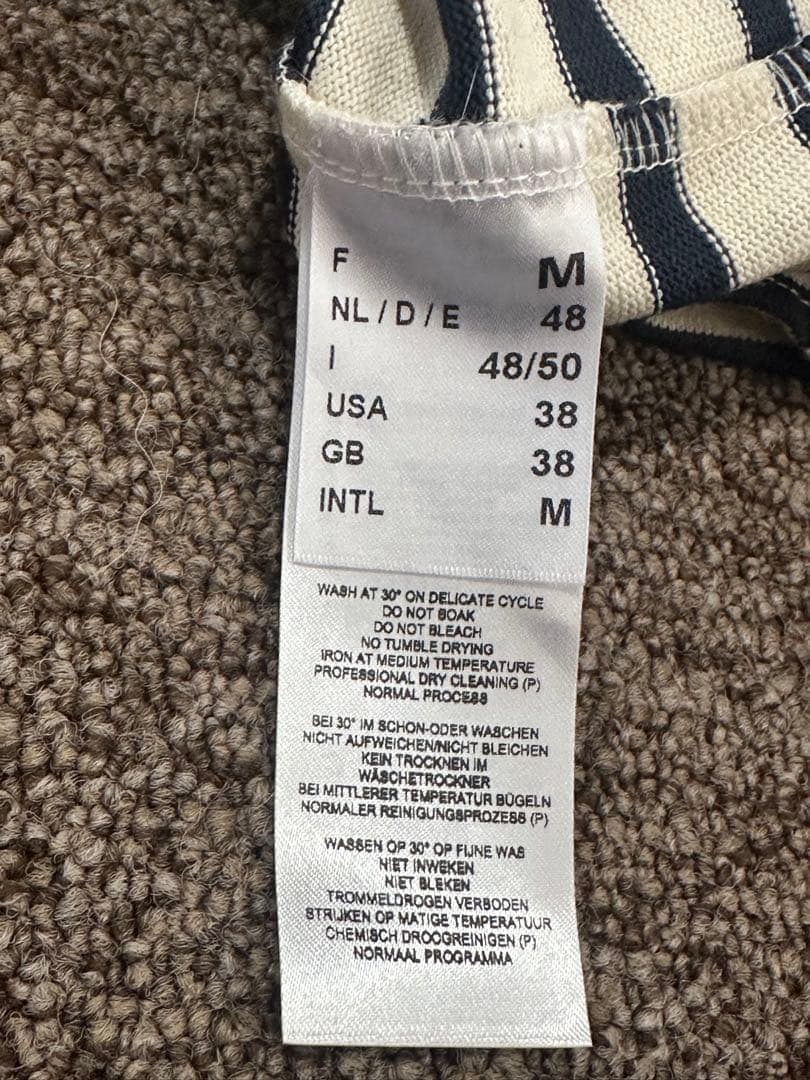 F M
NL / D / E 48
I 48/50
USA 38
GB 38
INTL M
WASH AT 30° ON DELICATE CYCLE
DO NOT SOAK
DO NOT BLEACH
NO TUMBLE DRYING
IRON AT MEDIUM TEMPERATURE
PROFESSIONAL DRY CLEANING (P)
NORMAL PROCESS
BEI 30° IM SCHON-ODER WASCHEN
NICHT AUFWEICHEN/NICHT BLEICHEN
KEIN TROCKNEN IM
WÄSCHETROCKNER
BEI MITTLERER TEMPERATUR BÜGELN
NORMALER REINIGUNGSPROZESS (P)
WASSEN OP 30° OP FIJNE WAS
NIET INWEKEN
NIET BLEKEN
TROMMELDROGEN VERBODEN
STRIJKEN OP MATIGE TEMPERATUUR
CHEMISCH DROOGREINIGEN (P)
NORMAAL PROGRAMMA